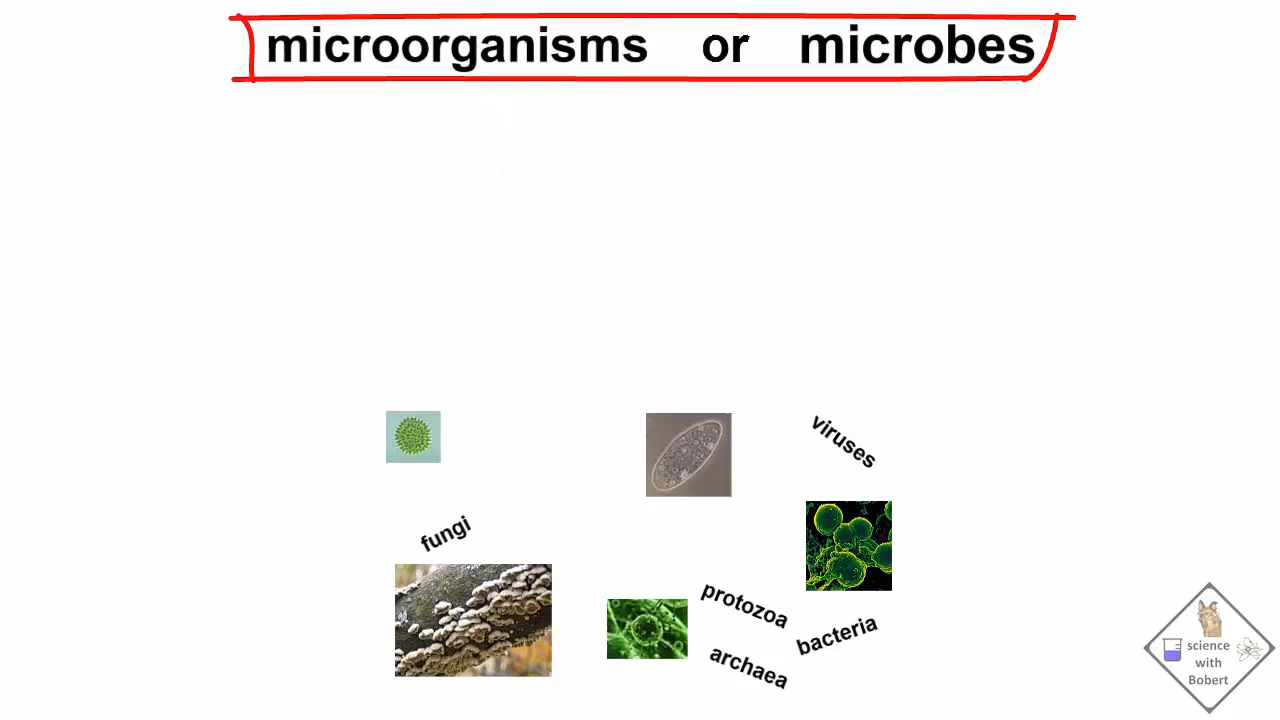 microorganisms or microbes
viruses
fungi
protozoa
bacteria
archaea
science
with
Bobert